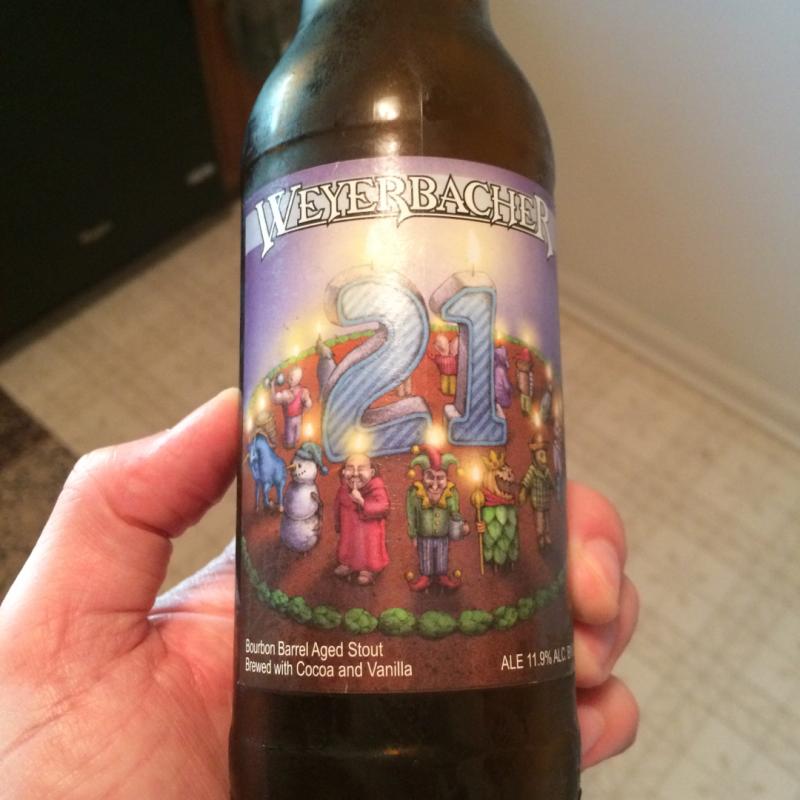 WEYERBACHER
21
Bourbon Barrel Aged Stout
Brewed with Cocoa and Vanilla
ALE 11.9% ALC.